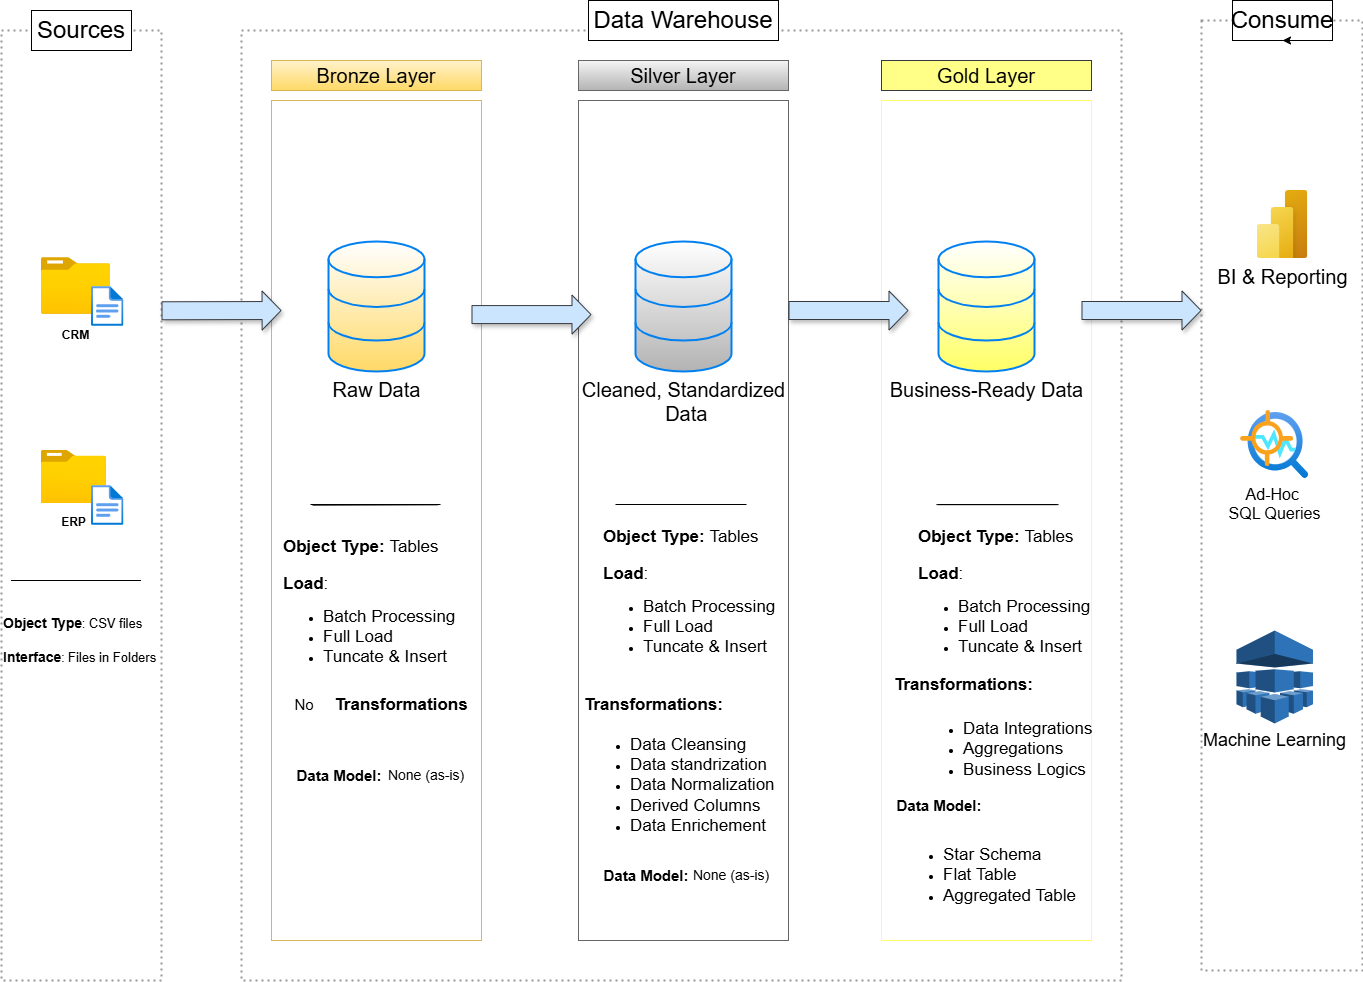 Sources
CRM
ERP
Object Type: CSV files
Interface: Files in Folders
Data Warehouse
Bronze Layer
Raw Data
Object Type: Tables
Load:
Batch Processing
Full Load
Tuncate & Insert
No Transformations
Data Model: None (as-is)
Silver Layer
Cleaned, Standardized
Data
Object Type: Tables
Load:
Batch Processing
Full Load
Tuncate & Insert
Transformations:
Data Cleansing
Data standrization
Data Normalization
Derived Columns
Data Enrichement
Data Model: None (as-is)
Gold Layer
Business-Ready Data
Object Type: Tables
Load:
Batch Processing
Full Load
Tuncate & Insert
Transformations:
Data Integrations
Aggregations
Business Logics
Data Model:
Star Schema
Flat Table
Aggregated Table
Consume
BI & Reporting
Ad-Hoc
SQL Queries
Machine Learning